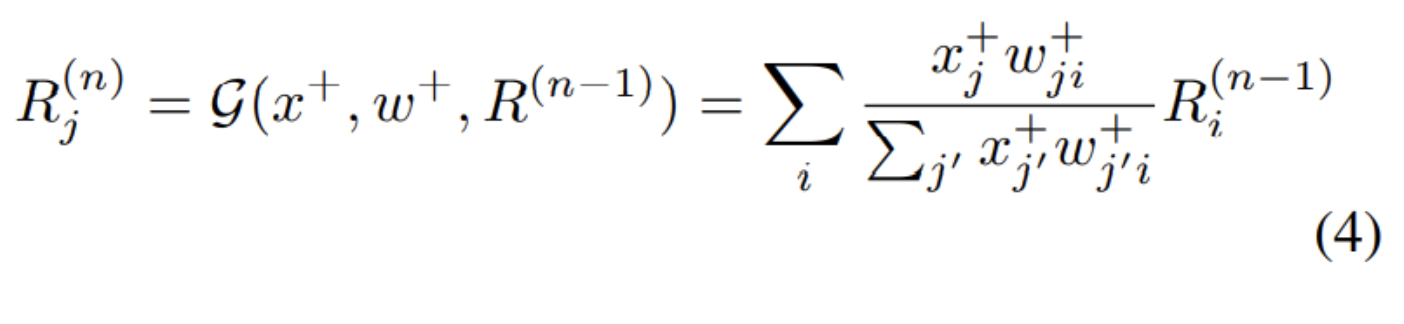 R_j^{(n)} = \mathcal{G}(x^+, w^+, R^{(n-1)}) = \sum_i \frac{x_j^+ w_{ji}^+}{\sum_{j'} x_{j'}^+ w_{j'i}^+} R_i^{(n-1)}
(4)